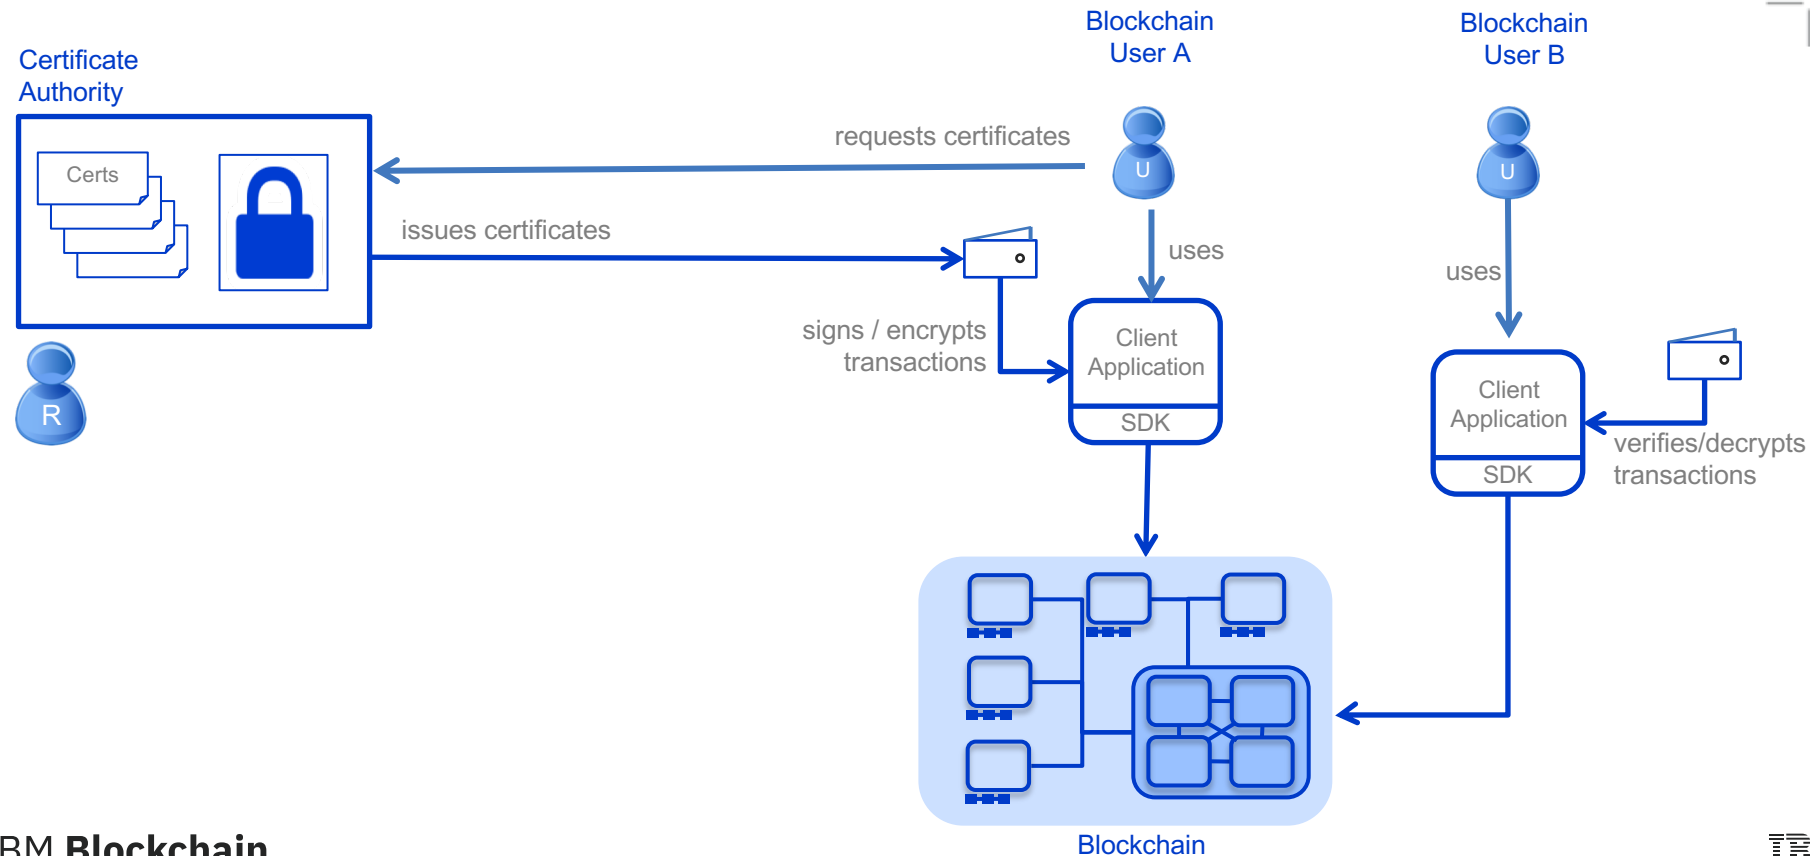 Blockchain
User A
Blockchain
User B
Certificate
Authority
Certs
requests certificates
U
U
issues certificates
uses
uses
signs / encrypts
transactions
Client
Application
SDK
Client
Application
SDK
verifies/decrypts
transactions
R
Blockchain
BM Blockchain